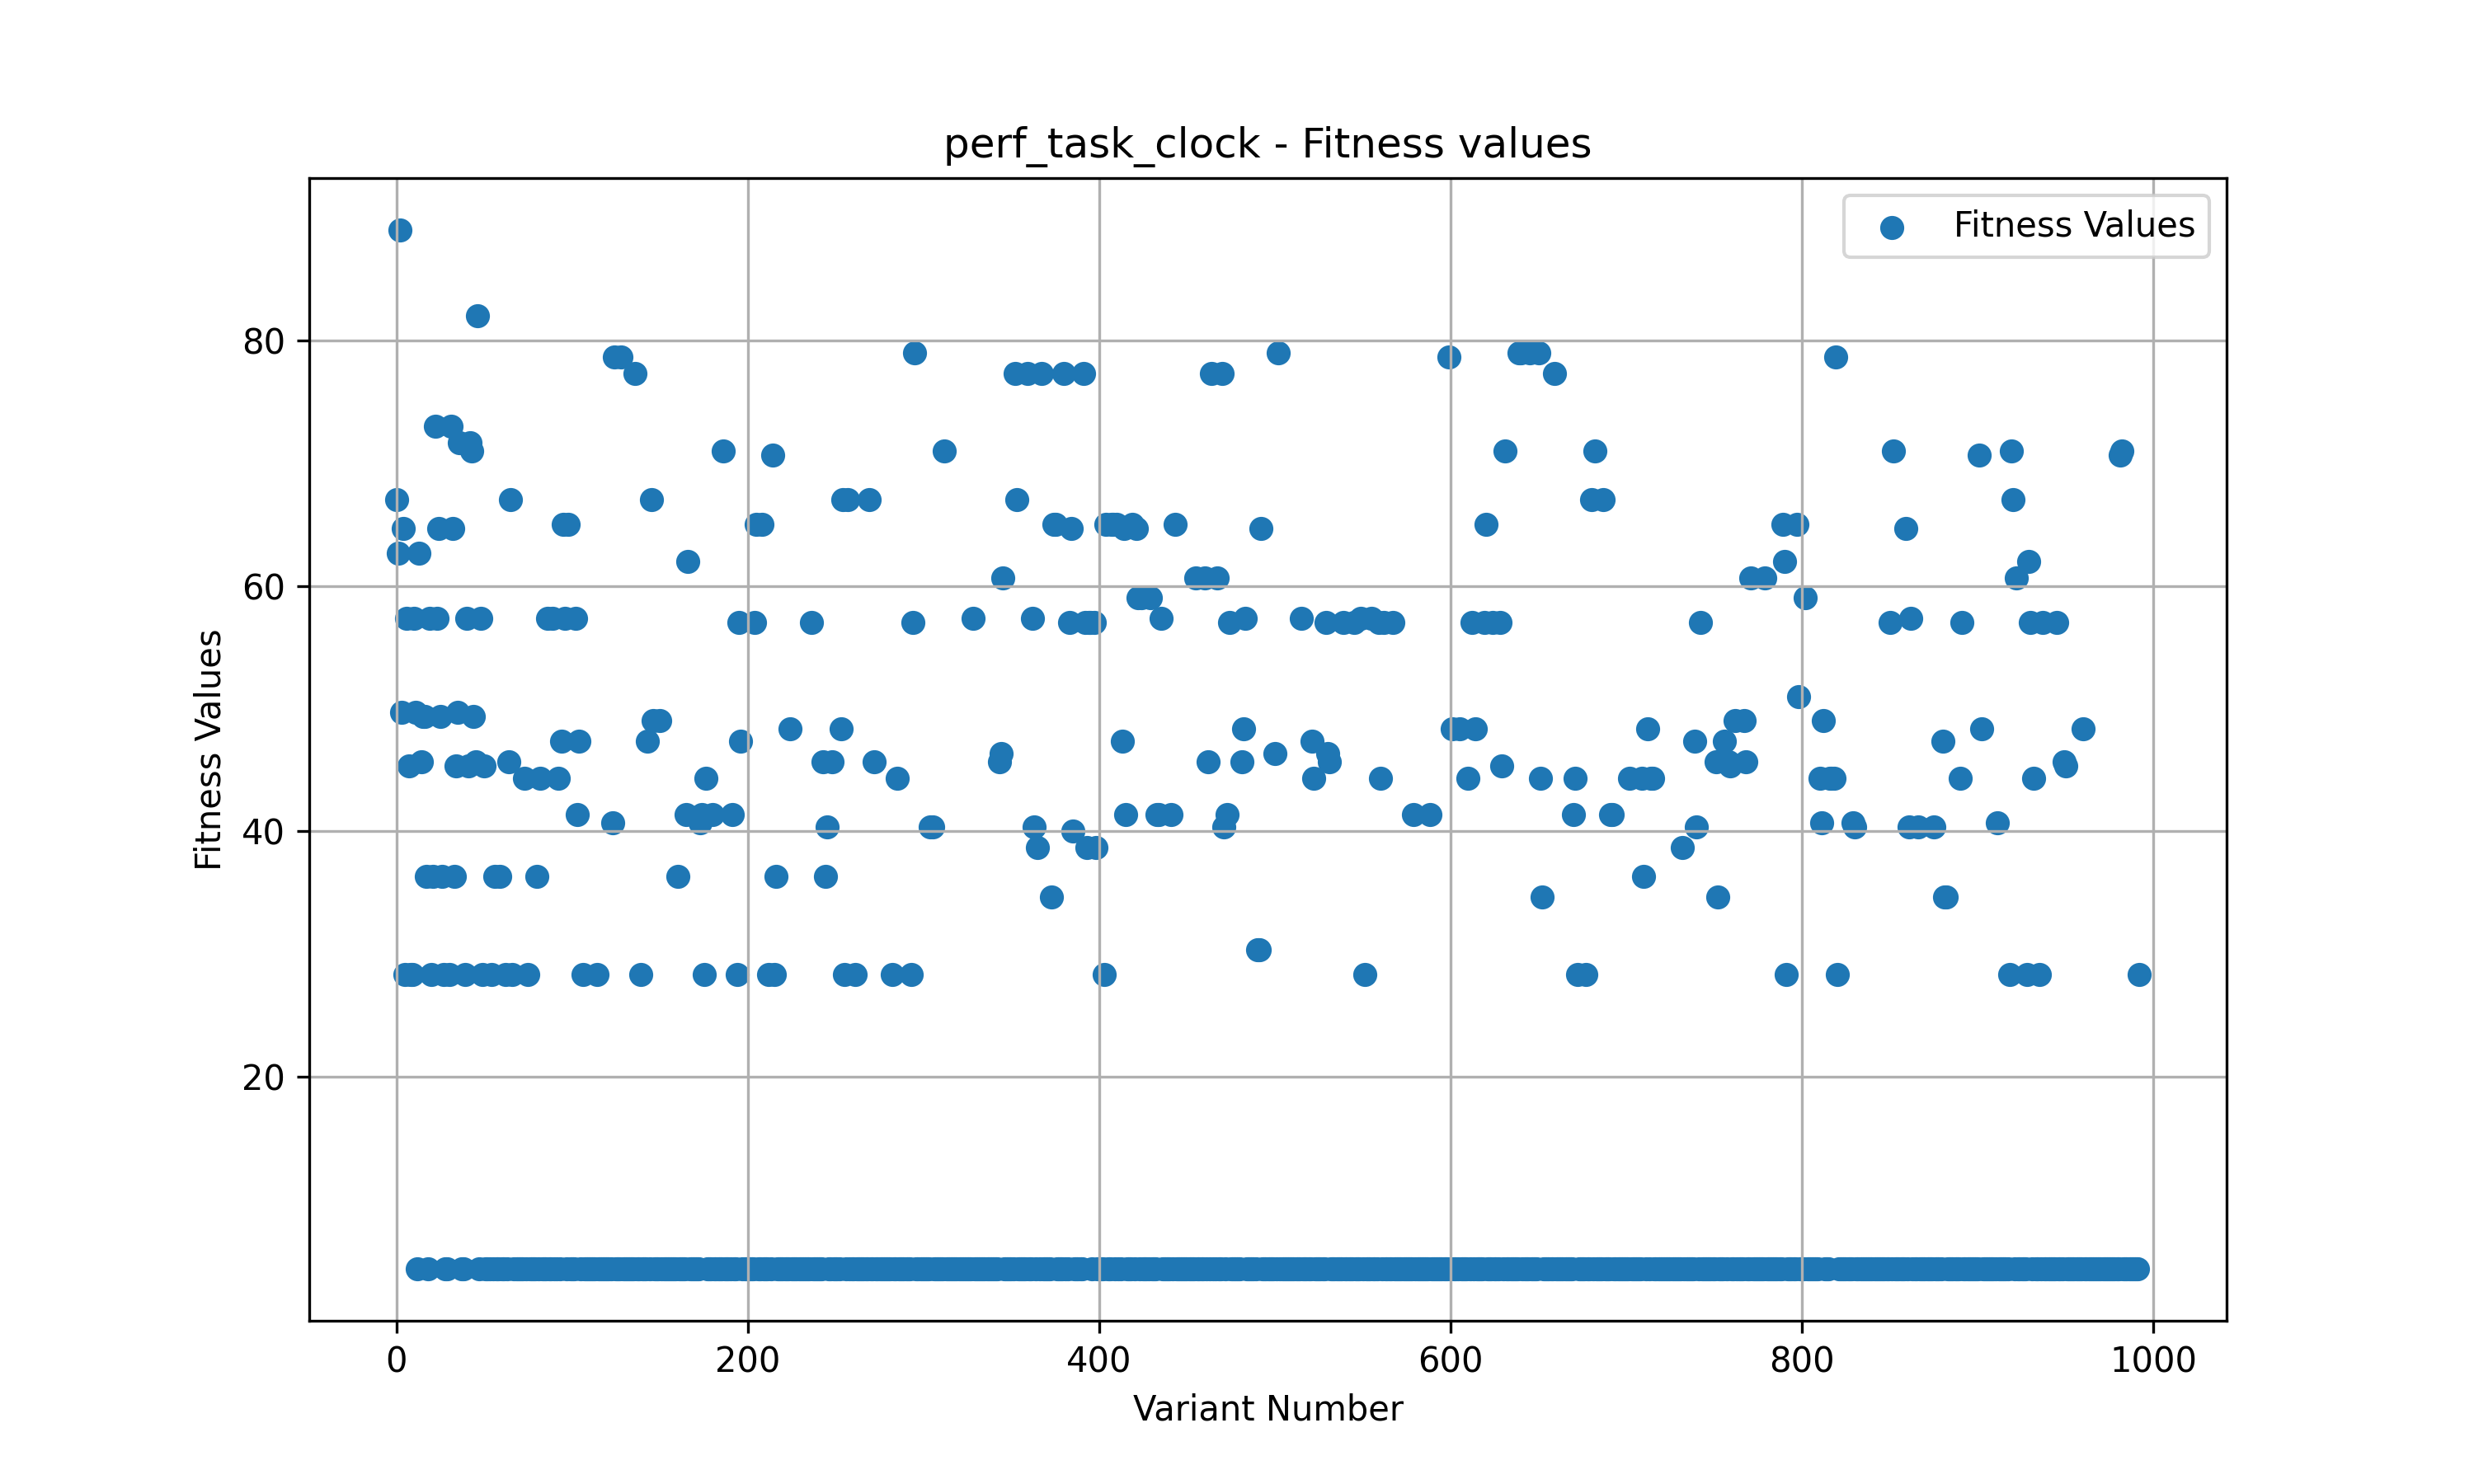 perf_task_clock - Fitness values
Fitness Values
80
60
40
20
Fitness Values
0 200 400 600 800 1000
Variant Number